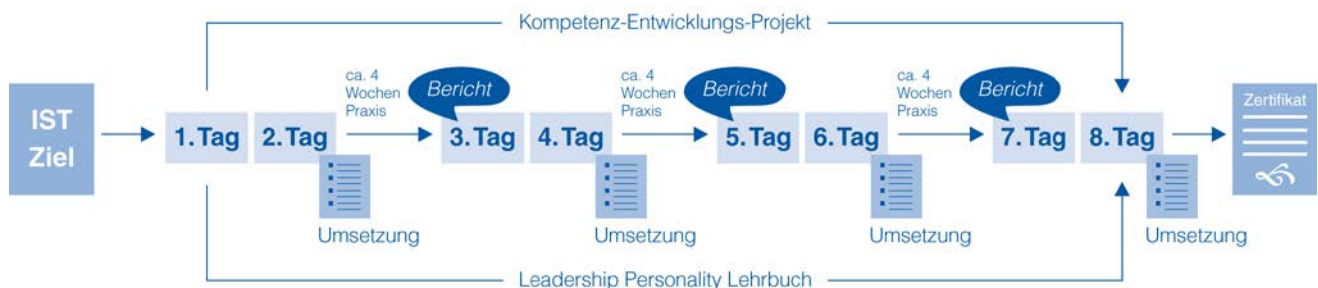 Kompetenz-Entwicklungs-Projekt
IST
Ziel
1. Tag
2. Tag
Umsetzung
ca. 4
Wochen
Praxis
Bericht
3. Tag
4. Tag
Umsetzung
ca. 4
Wochen
Praxis
Bericht
5. Tag
6. Tag
Umsetzung
ca. 4
Wochen
Praxis
Bericht
7. Tag
8. Tag
Umsetzung
Zertifikat
Leadership Personality Lehrbuch